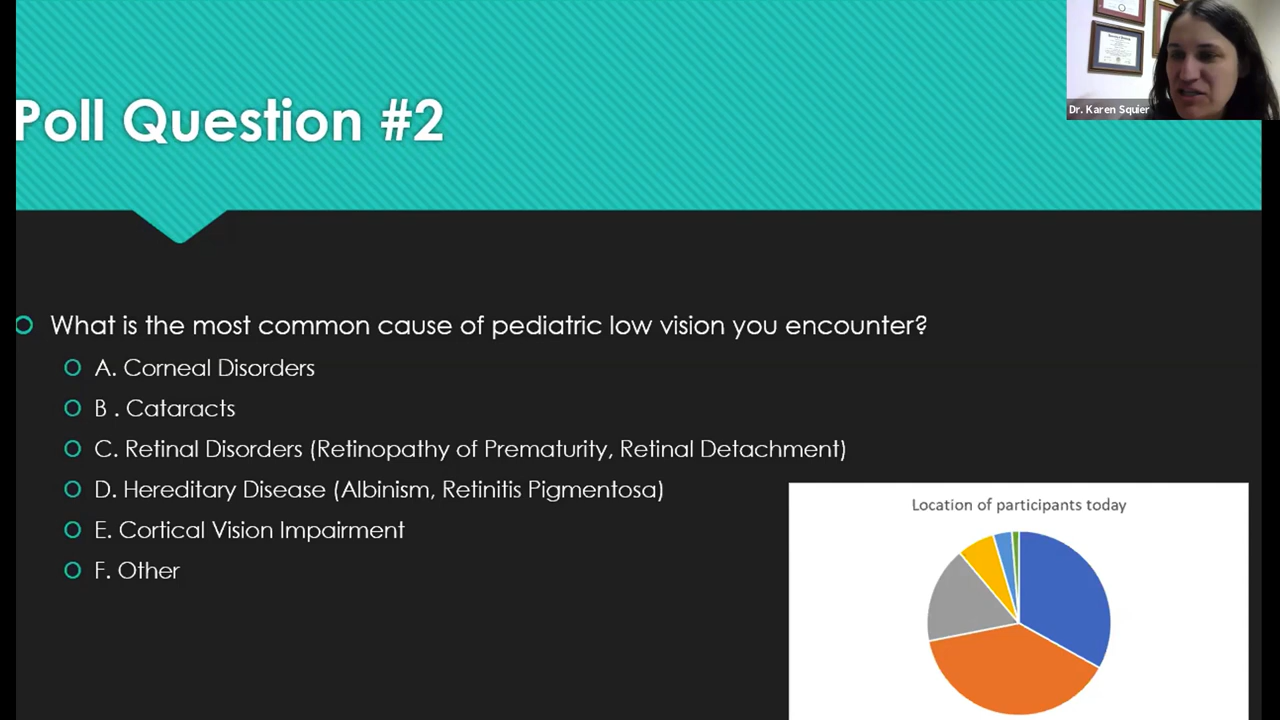 Dr. Karen Squier
Poll Question #2
What is the most common cause of pediatric low vision you encounter?
A. Corneal Disorders
B . Cataracts
C. Retinal Disorders (Retinopathy of Prematurity, Retinal Detachment)
D. Hereditary Disease (Albinism, Retinitis Pigmentosa)
E. Cortical Vision Impairment
F. Other
Location of participants today